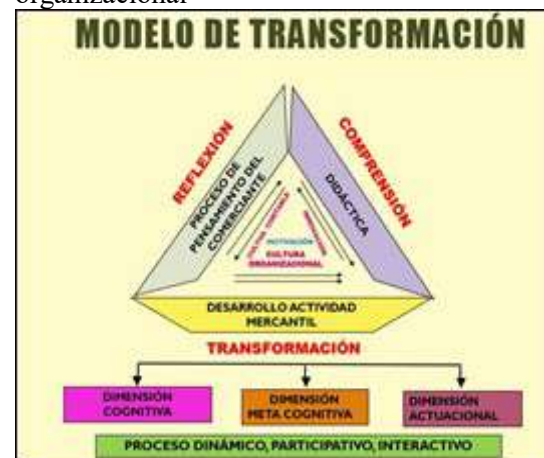 organizacional
MODELO DE TRANSFORMACIÓN
REFLEXIÓN
PROCESO DE
PENSAMIENTO DEL
COMERCIANTE
COMPRENSIÓN
DIDÁCTICA
MOTIVACIÓN
CULTURA
ORGANIZACIONAL
DESARROLLO ACTIVIDAD
MERCANTIL
TRANSFORMACIÓN
DIMENSIÓN
COGNITIVA
DIMENSIÓN
META COGNITIVA
DIMENSIÓN
ACTUACIONAL
PROCESO DINÁMICO, PARTICIPATIVO, INTERACTIVO